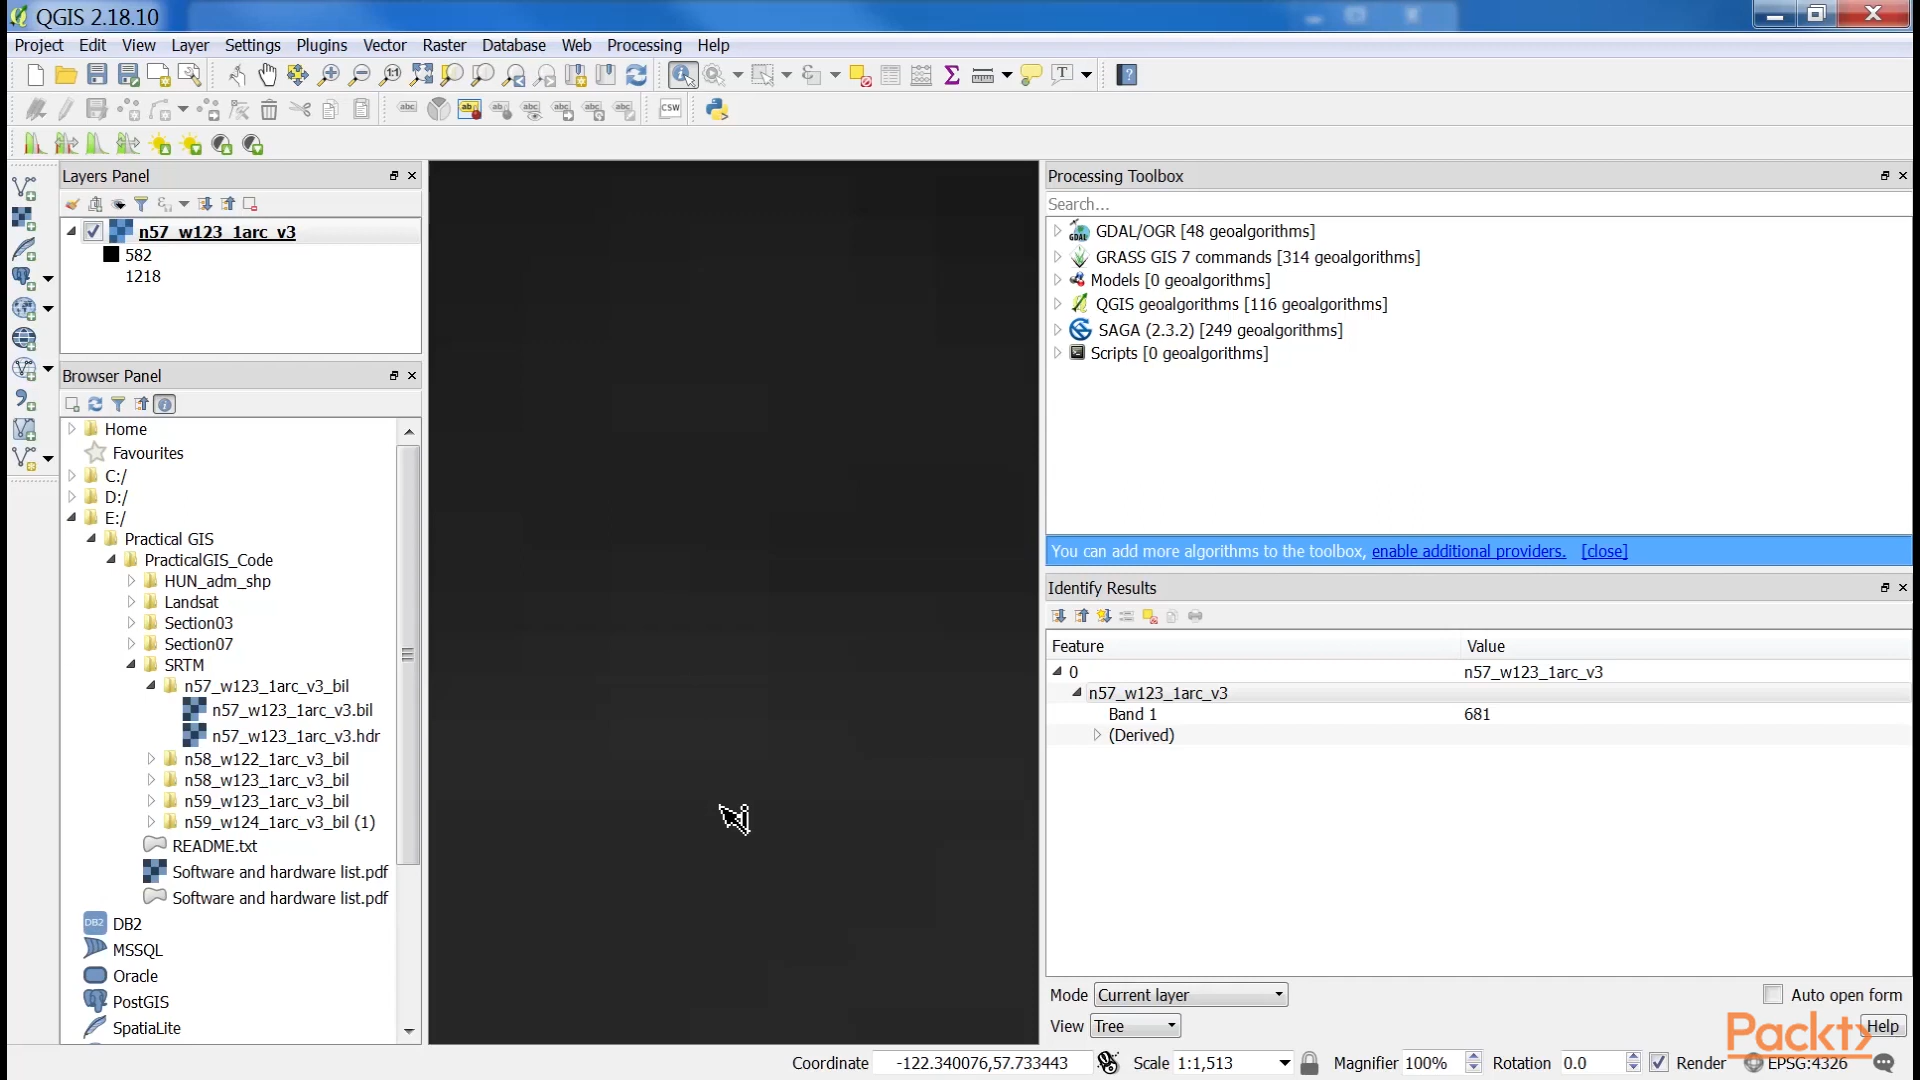 QGIS 2.18.10
Project Edit View Layer Settings Plugins Vector Raster Database Web Processing Help
CSW
Layers Panel
n57_w123_1arc_v3
582
1218
Browser Panel
Home
Favourites
C:/
D:/
E:/
Practical GIS
PracticalGIS_Code
HUN_adm_shp
Landsat
Section03
Section07
SRTM
n57_w123_1arc_v3_bil
n57_w123_1arc_v3.bil
n57_w123_1arc_v3.hdr
n58_w122_1arc_v3_bil
n58_w123_1arc_v3_bil
n59_w123_1arc_v3_bil
n59_w124_1arc_v3_bil (1)
README.txt
Software and hardware list.pdf
Software and hardware list.pdf
DB2 DB2
MSSQL
Oracle
PostGIS
SpatiaLite
Processing Toolbox
Search...
GDAL/OGR [48 geoalgorithms]
GRASS GIS 7 commands [314 geoalgorithms]
Models [0 geoalgorithms]
QGIS geoalgorithms [116 geoalgorithms]
SAGA (2.3.2) [249 geoalgorithms]
Scripts [0 geoalgorithms]
You can add more algorithms to the toolbox, enable additional providers. [close]
Identify Results
Feature Value
0 n57_w123_1arc_v3
n57_w123_1arc_v3
Band 1 681
(Derived)
Mode Current layer Auto open form
View Tree Help
Packt
Coordinate -122.340076,57.733443 Scale 1:1,513 Magnifier 100% Rotation 0.0 Render EPSG:4326